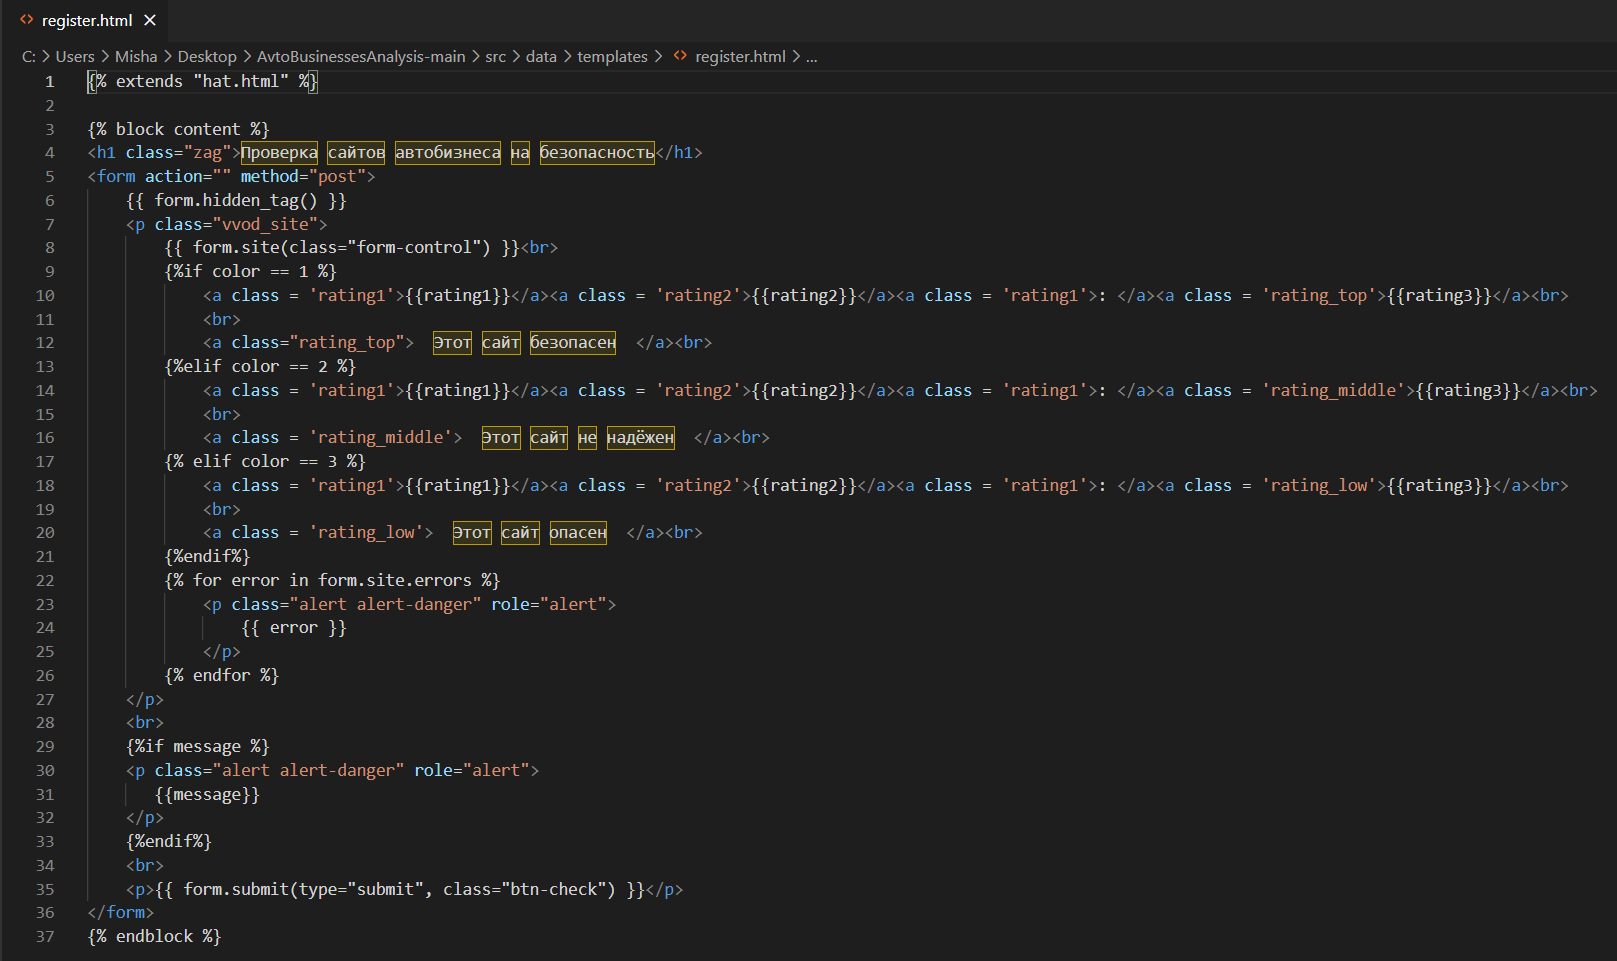 register.html
C: > Users > Misha > Desktop > AvtoBusinessesAnalysis-main > src > data > templates > register.html > ...
1 {% extends "hat.html" %}
2
3 {% block content %}
4 <h1 class="zag">Проверка сайтов автобизнеса на безопасность</h1>
5 <form action="" method="post">
6     {{ form.hidden_tag() }}
7     <p class="vvod_site">
8         {{ form.site(class="form-control") }}<br>
9         {%if color == 1 %}
10             <a class = 'rating1'>{{rating1}}</a><a class = 'rating2'>{{rating2}}</a><a class = 'rating1'>: </a><a class = 'rating_top'>{{rating3}}</a><br>
11             <br>
12             <a class="rating_top">  Этот сайт безопасен  </a><br>
13         {%elif color == 2 %}
14             <a class = 'rating1'>{{rating1}}</a><a class = 'rating2'>{{rating2}}</a><a class = 'rating1'>: </a><a class = 'rating_middle'>{{rating3}}</a><br>
15             <br>
16             <a class = 'rating_middle'>  Этот сайт не надёжен  </a><br>
17         {% elif color == 3 %}
18             <a class = 'rating1'>{{rating1}}</a><a class = 'rating2'>{{rating2}}</a><a class = 'rating1'>: </a><a class = 'rating_low'>{{rating3}}</a><br>
19             <br>
20             <a class = 'rating_low'>  Этот сайт опасен  </a><br>
21         {%endif%}
22         {% for error in form.site.errors %}
23             <p class="alert alert-danger" role="alert">
24                 {{ error }}
25             </p>
26         {% endfor %}
27     </p>
28     <br>
29     {%if message %}
30     <p class="alert alert-danger" role="alert">
31        {{message}}
32     </p>
33     {%endif%}
34     <br>
35     <p>{{ form.submit(type="submit", class="btn-check") }}</p>
36 </form>
37 {% endblock %}